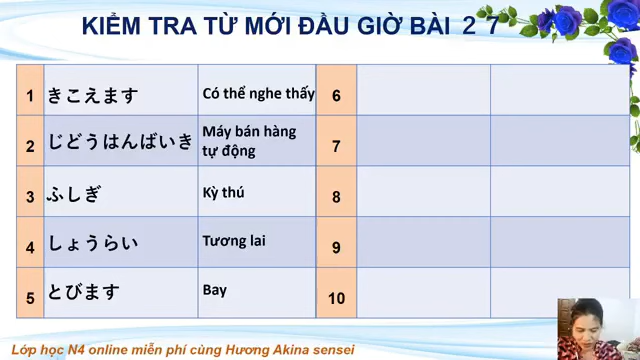 KIỂM TRA TỪ MỚI ĐẦU GIỜ BÀI ２７
1 きこえます Có thể nghe thấy 6
2 じどうはんばいき Máy bán hàng
tự động 7
3 ふしぎ Kỳ thú 8
4 しょうらい Tương lai 9
5 とびます Bay 10
Lớp học N4 online miễn phí cùng Hương Akina sensei